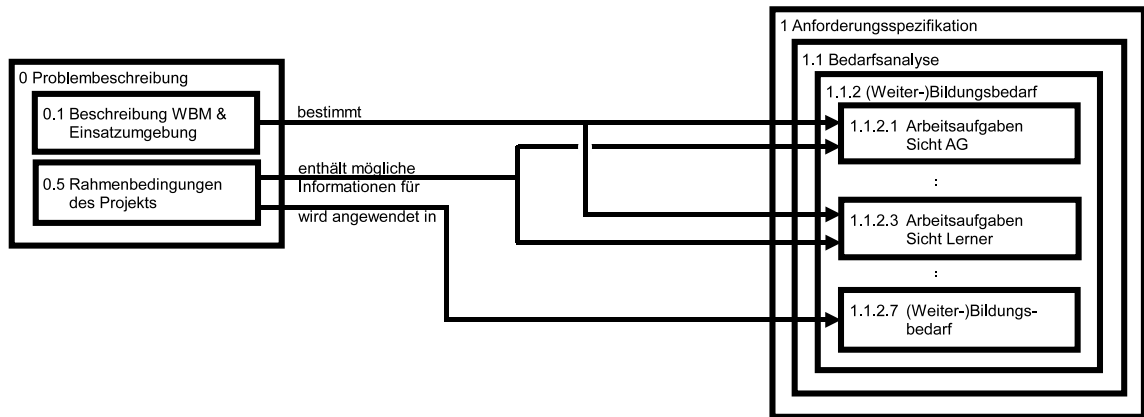 0 Problembeschreibung
0.1 Beschreibung WBM &
Einsatzumgebung
0.5 Rahmenbedingungen
des Projekts
bestimmt
enthält mögliche
Informationen für
wird angewendet in
1 Anforderungsspezifikation
1.1 Bedarfsanalyse
1.1.2 (Weiter-)Bildungsbedarf
1.1.2.1 Arbeitsaufgaben
Sicht AG
:
1.1.2.3 Arbeitsaufgaben
Sicht Lerner
:
1.1.2.7 (Weiter-)Bildungs-
bedarf